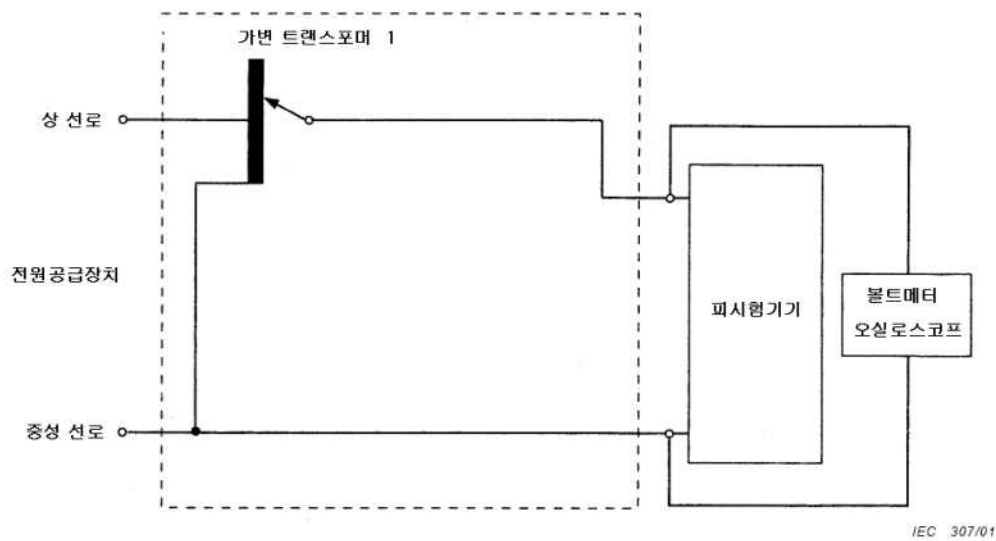 가변 트랜스포머 1
상 선로
전원공급장치
피시험기기
볼트메터
오실로스코프
중성 선로
IEC 307/01